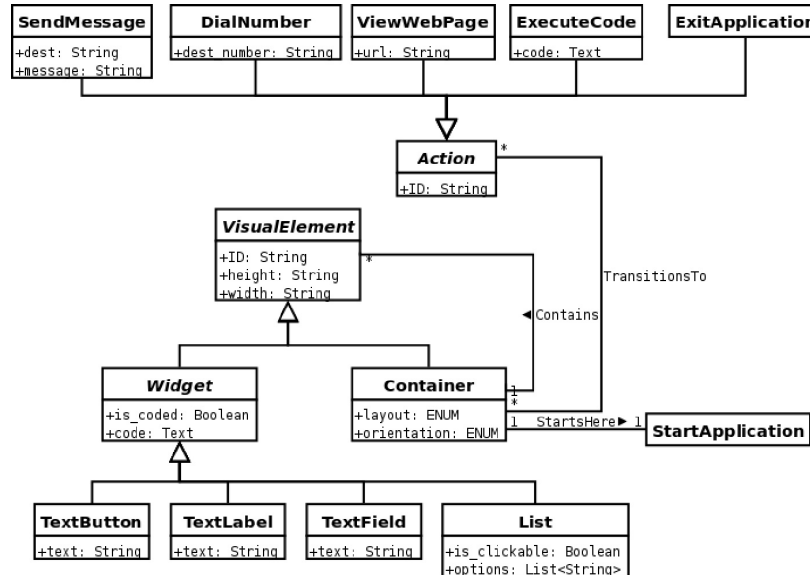 SendMessage
+dest: String
+message: String
DialNumber
+dest_number: String
ViewWebPage
+url: String
ExecuteCode
+code: Text
ExitApplication
Action
+ID: String
*
VisualElement
+ID: String
+height: String
+width: String
*
TransitionsTo
◄ Contains
Widget
+is_coded: Boolean
+code: Text
Container
+layout: ENUM
+orientation: ENUM
1
*
1 StartsHere ► 1
StartApplication
TextButton
+text: String
TextLabel
+text: String
TextField
+text: String
List
+is_clickable: Boolean
+options: List<String>